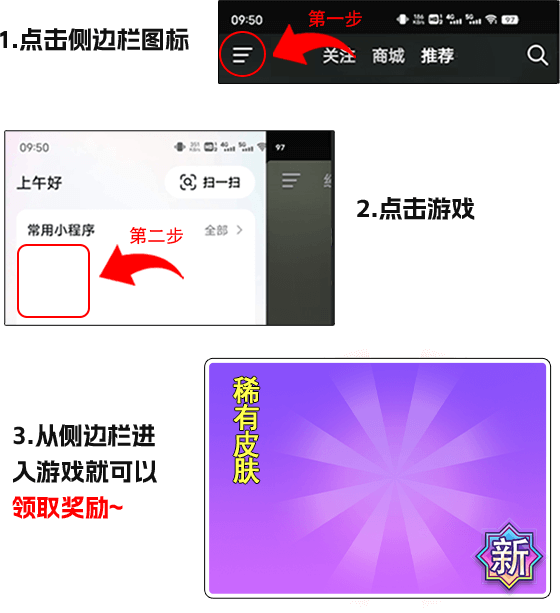 1.点击侧边栏图标
09:50
第一步
97
关注 商城 推荐
09:50
4G 5G
97
上午好
扫一扫
常用小程序
全部
第二步
2.点击游戏
稀有皮肤
新
3.从侧边栏进
入游戏就可以
领取奖励~